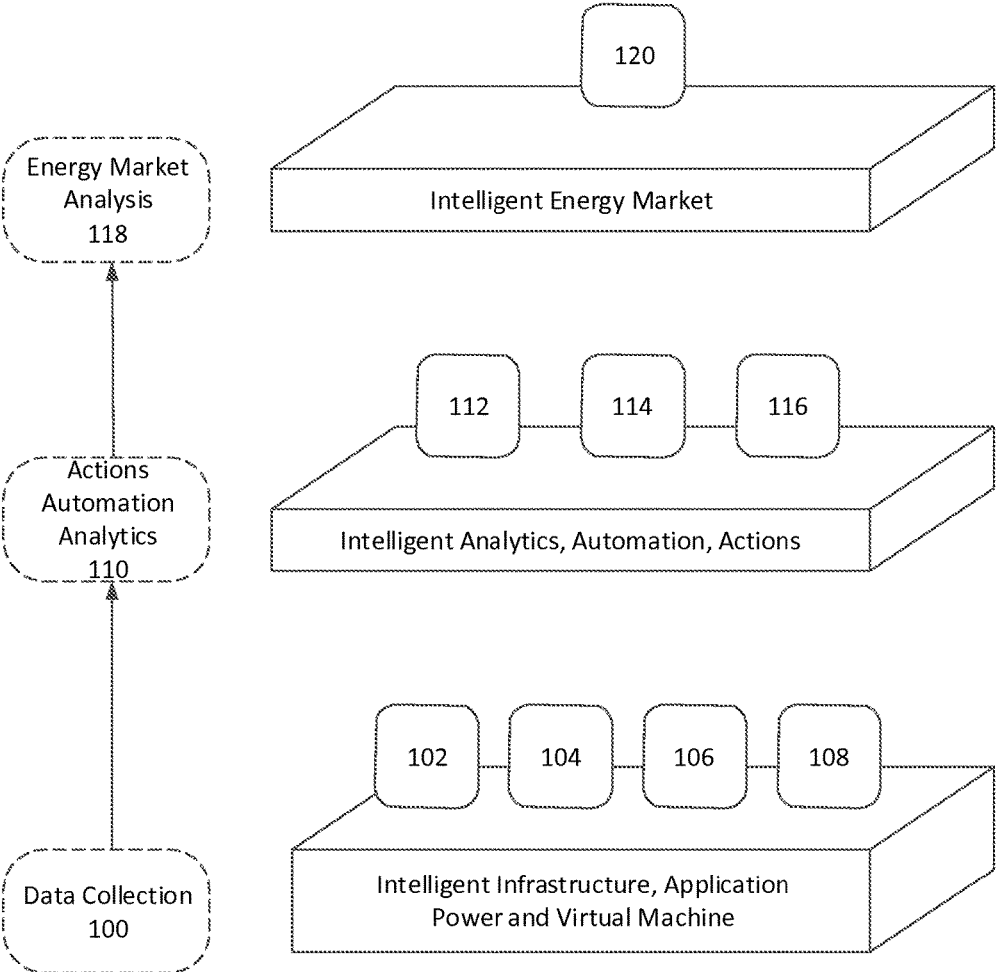 120
Energy Market
Analysis
118
Intelligent Energy Market
112
114
116
Actions
Automation
Analytics
110
Intelligent Analytics, Automation, Actions
102
104
106
108
Data Collection
100
Intelligent Infrastructure, Application
Power and Virtual Machine